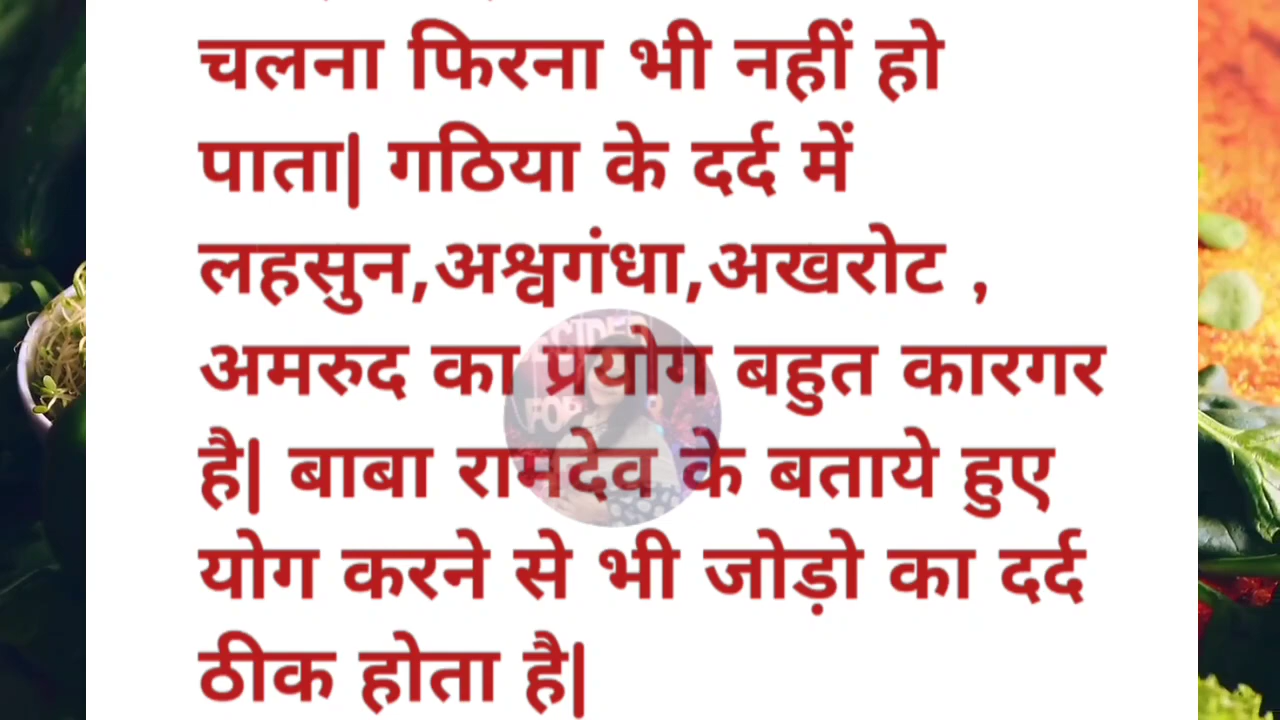 चलना फिरना भी नहीं हो
पाता| गठिया के दर्द में
लहसुन,अश्वगंधा,अखरोट ,
अमरुद का प्रयोग बहुत कारगर
है| बाबा रामदेव के बताये हुए
योग करने से भी जोड़ो का दर्द
ठीक होता है|